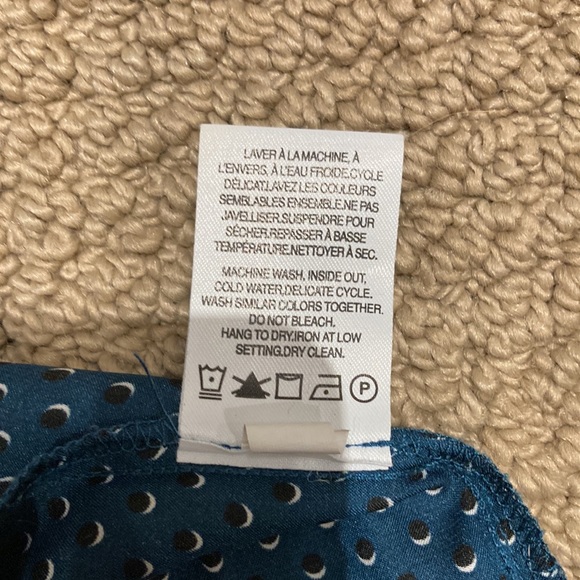 LAVER À LA MACHINE, À
L'ENVERS, À L'EAU FROIDE.CYCLE
DÉLICAT.LAVEZ LES COULEURS
SEMBLABLES ENSEMBLE.NE PAS
JAVELLISER.SUSPENDRE POUR
SÉCHER.REPASSER À BASSE
TEMPÉRATURE.NETTOYER À SEC.
MACHINE WASH, INSIDE OUT,
COLD WATER,DELICATE CYCLE.
WASH SIMILAR COLORS TOGETHER.
DO NOT BLEACH.
HANG TO DRY.IRON AT LOW
SETTING.DRY CLEAN.
P